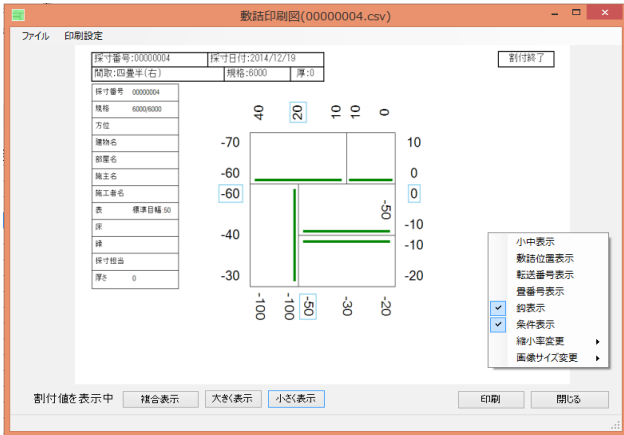 敷詰印刷図(00000004.csv)
ファイル 印刷設定
採寸番号:00000004 採寸日付:2014/12/19 割付終了
間取:四畳半(右) 規格:6000 厚:0
採寸番号 00000004
規格 6000/6000
方位
建物名
部屋名
施主名
施工者名
表 標準目幅:50
床
縁
採寸担当
厚さ 0
40 20 10 10 0
-70 10
-60 0
-60 0
-50
-10
-40 -10
-30 -20
-100 -100 -50 -30 -20
小中表示
敷詰位置表示
転送番号表示
畳番号表示
鉤表示
条件表示
縮小率変更
画像サイズ変更
割付値を表示中 複合表示 大きく表示 小さく表示 印刷 閉じる